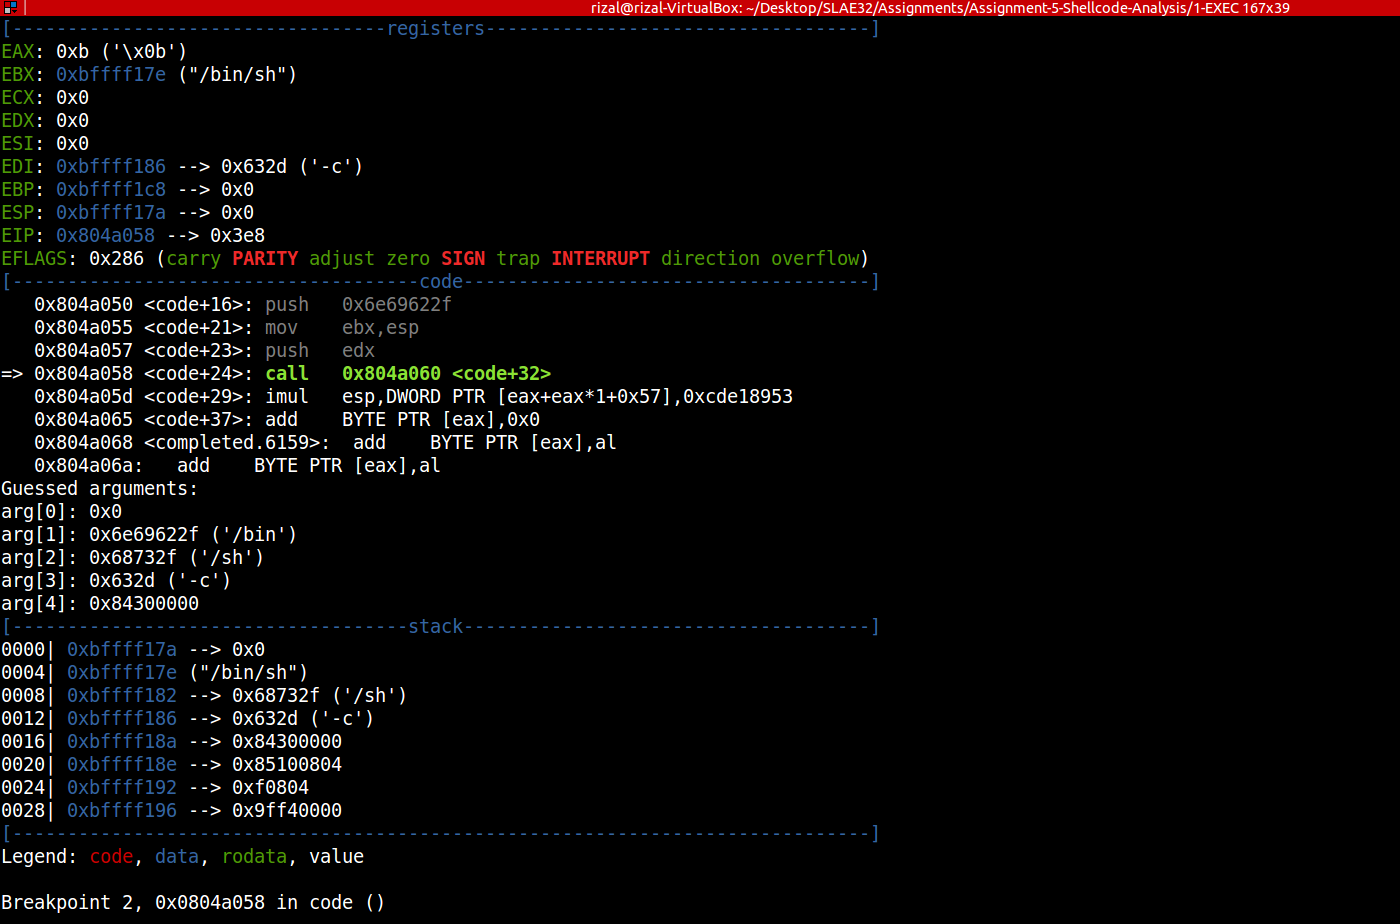 rizal@rizal-VirtualBox: ~/Desktop/SLAE32/Assignments/Assignment-5-Shellcode-Analysis/1-EXEC 167x39
[----------------------------------registers-----------------------------------]
EAX: 0xb ('\x0b')
EBX: 0xbffff17e ("/bin/sh")
ECX: 0x0
EDX: 0x0
ESI: 0x0
EDI: 0xbffff186 --> 0x632d ('-c')
EBP: 0xbffff1c8 --> 0x0
ESP: 0xbffff17a --> 0x0
EIP: 0x804a058 --> 0x3e8
EFLAGS: 0x286 (carry PARITY adjust zero SIGN trap INTERRUPT direction overflow)
[-------------------------------------code-------------------------------------]
   0x804a050 <code+16>: push   0x6e69622f
   0x804a055 <code+21>: mov    ebx,esp
   0x804a057 <code+23>: push   edx
=> 0x804a058 <code+24>: call   0x804a060 <code+32>
   0x804a05d <code+29>: imul   esp,DWORD PTR [eax+eax*1+0x57],0xcde18953
   0x804a065 <code+37>: add    BYTE PTR [eax],0x0
   0x804a068 <completed.6159>:  add    BYTE PTR [eax],al
   0x804a06a:   add    BYTE PTR [eax],al
Guessed arguments:
arg[0]: 0x0
arg[1]: 0x6e69622f ('/bin')
arg[2]: 0x68732f ('/sh')
arg[3]: 0x632d ('-c')
arg[4]: 0x84300000
[------------------------------------stack-------------------------------------]
0000| 0xbffff17a --> 0x0
0004| 0xbffff17e ("/bin/sh")
0008| 0xbffff182 --> 0x68732f ('/sh')
0012| 0xbffff186 --> 0x632d ('-c')
0016| 0xbffff18a --> 0x84300000
0020| 0xbffff18e --> 0x85100804
0024| 0xbffff192 --> 0xf0804
0028| 0xbffff196 --> 0x9ff40000
[------------------------------------------------------------------------------]
Legend: code, data, rodata, value

Breakpoint 2, 0x0804a058 in code ()